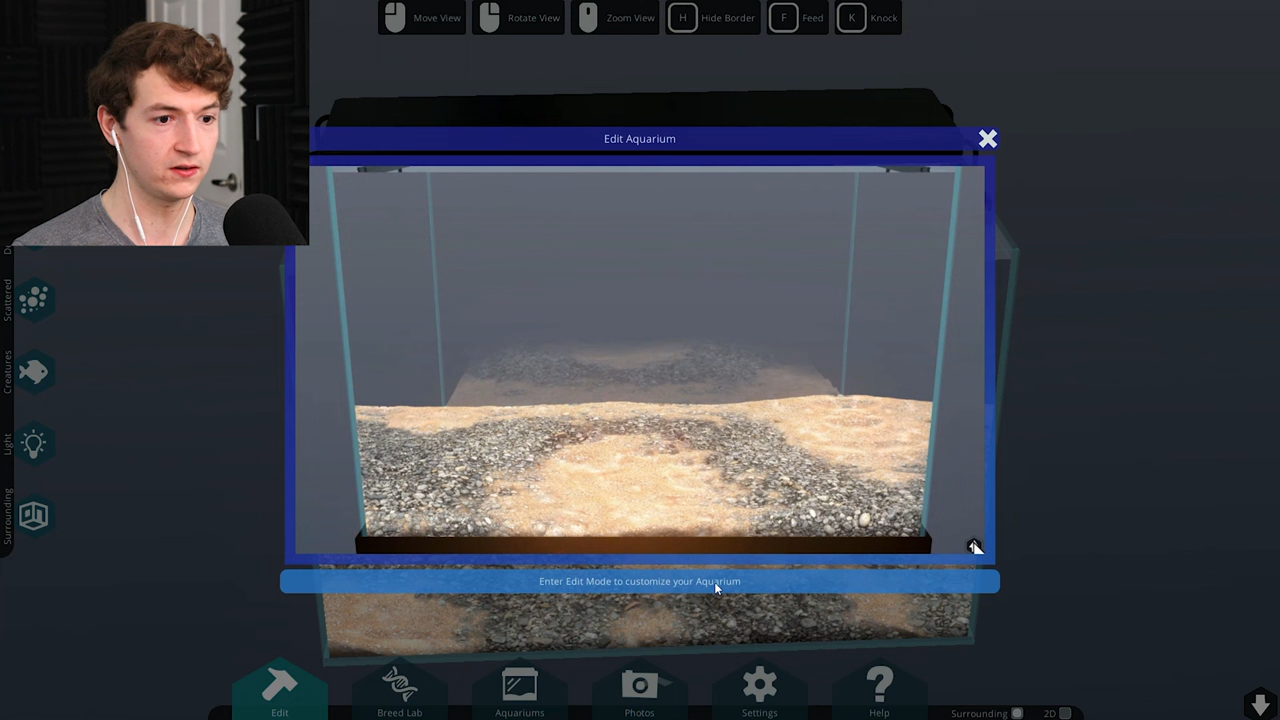 Move View
Rotate View
Zoom View
H Hide Border
F Feed
K Knock
Edit Aquarium
Scattered
Creatures
Light
Surrounding
Enter Edit Mode to customize your Aquarium
Edit
Breed Lab
Aquariums
Photos
Settings
? Help
Surrounding
2D